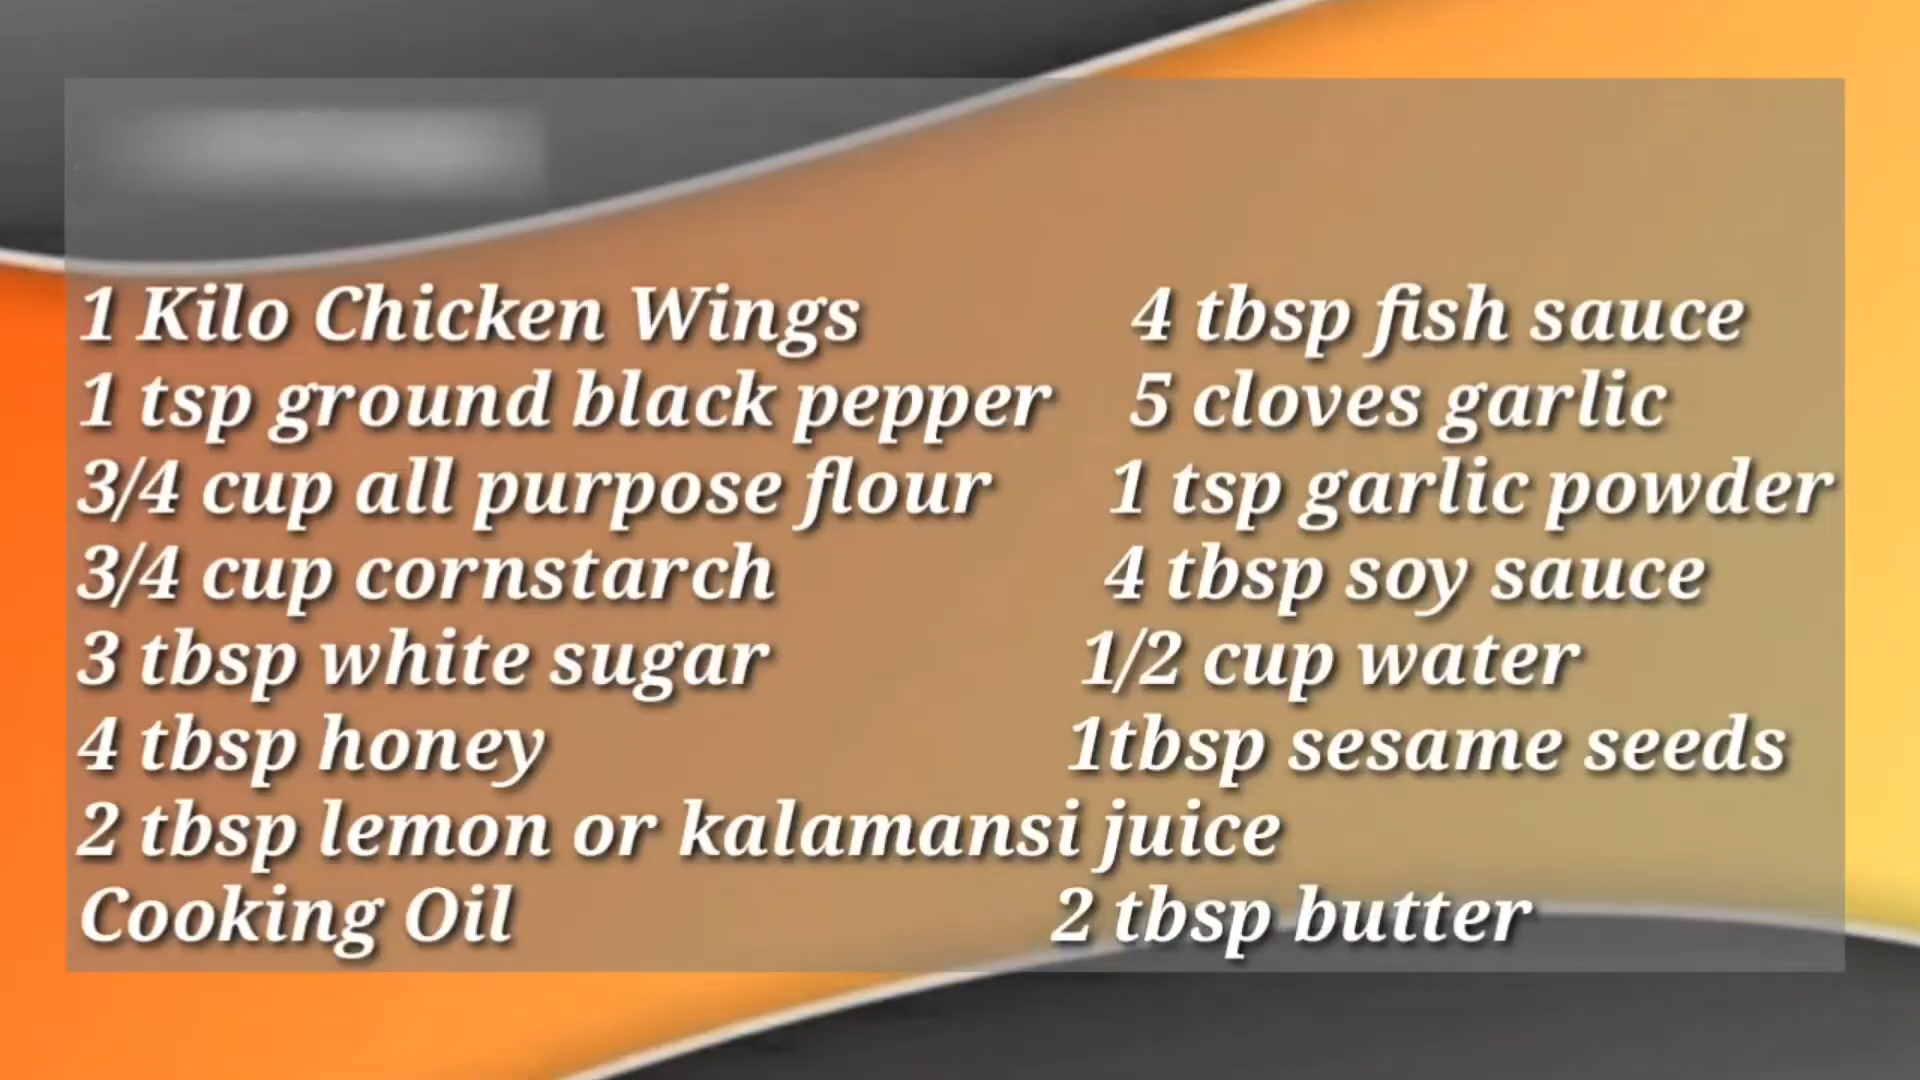 1 Kilo Chicken Wings 4 tbsp fish sauce
1 tsp ground black pepper 5 cloves garlic
3/4 cup all purpose flour 1 tsp garlic powder
3/4 cup cornstarch 4 tbsp soy sauce
3 tbsp white sugar 1/2 cup water
4 tbsp honey 1tbsp sesame seeds
2 tbsp lemon or kalamansi juice
Cooking Oil 2 tbsp butter